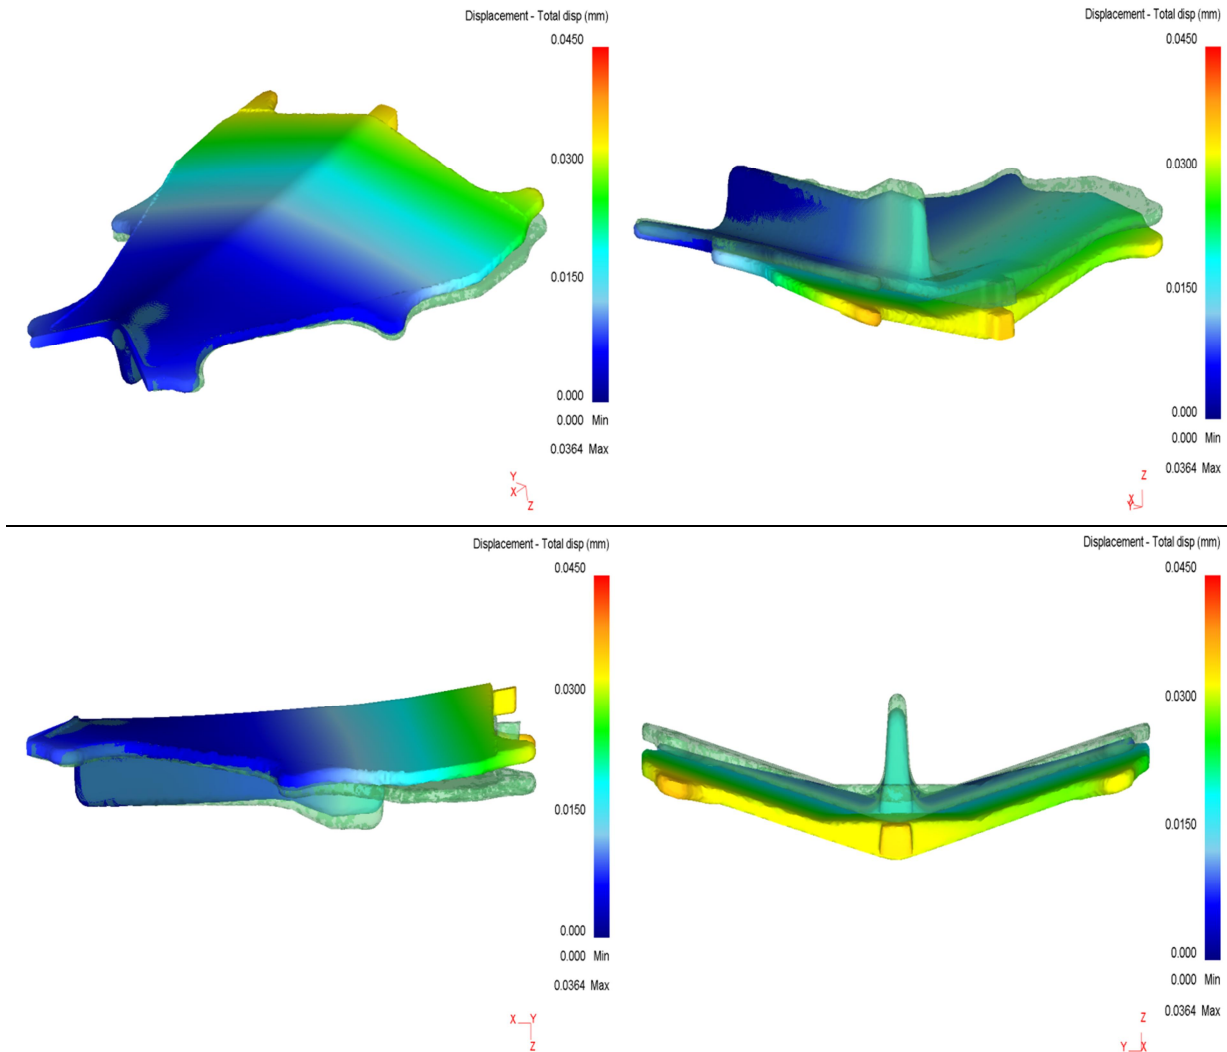 Displacement - Total disp (mm)
0.0450
0.0300
0.0150
0.000
0.000 Min
0.0364 Max
Y
X
Z
Displacement - Total disp (mm)
0.0450
0.0300
0.0150
0.000
0.000 Min
0.0364 Max
Z
X
Y
Displacement - Total disp (mm)
0.0450
0.0300
0.0150
0.000
0.000 Min
0.0364 Max
X Y
Z
Displacement - Total disp (mm)
0.0450
0.0300
0.0150
0.000
0.000 Min
0.0364 Max
Z
Y X